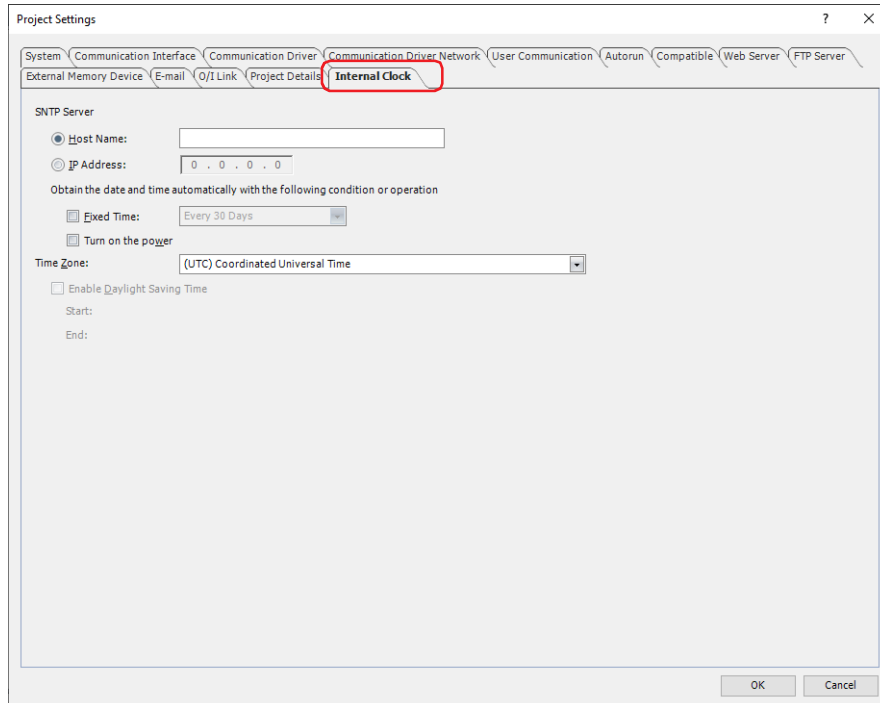 Project Settings ?
System Communication Interface Communication Driver Communication Driver Network User Communication Autorun Compatible Web Server FTP Server
External Memory Device E-mail O/I Link Project Details Internal Clock
SNTP Server
Host Name:
IP Address: 0 . 0 . 0 . 0
Obtain the date and time automatically with the following condition or operation
Fixed Time: Every 30 Days
Turn on the power
Time Zone: (UTC) Coordinated Universal Time
Enable Daylight Saving Time
Start:
End:
OK Cancel